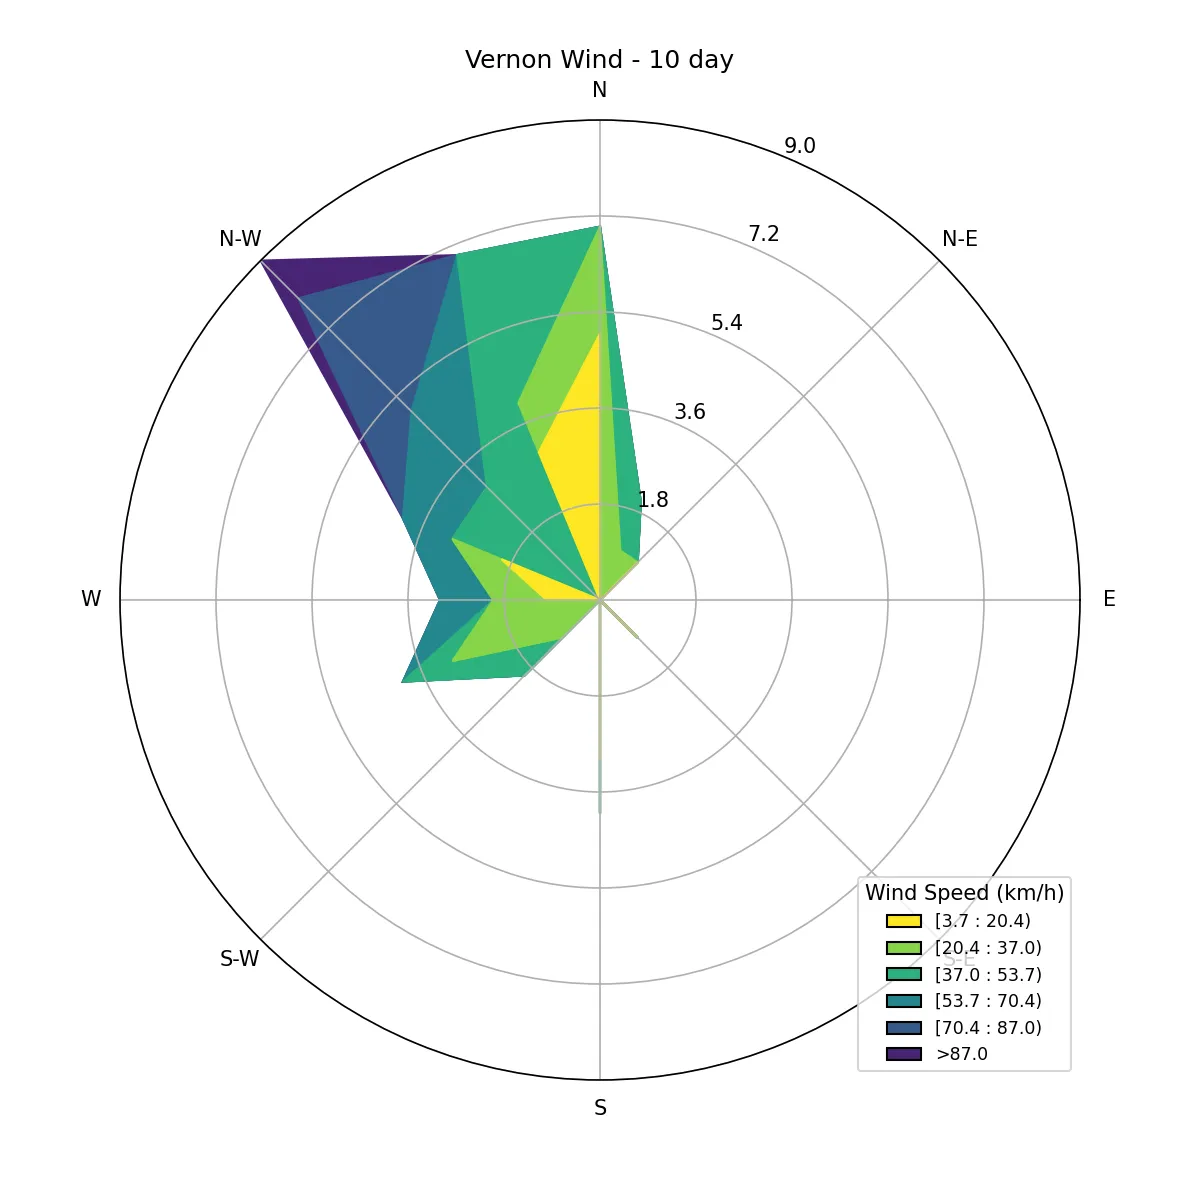 Vernon Wind - 10 day
N
9.0
N-W
7.2
N-E
5.4
3.6
1.8
W
E
Wind Speed (km/h)
[3.7 : 20.4)
[20.4 : 37.0)
S-W
S-E
[37.0 : 53.7)
[53.7 : 70.4)
[70.4 : 87.0)
>87.0
S